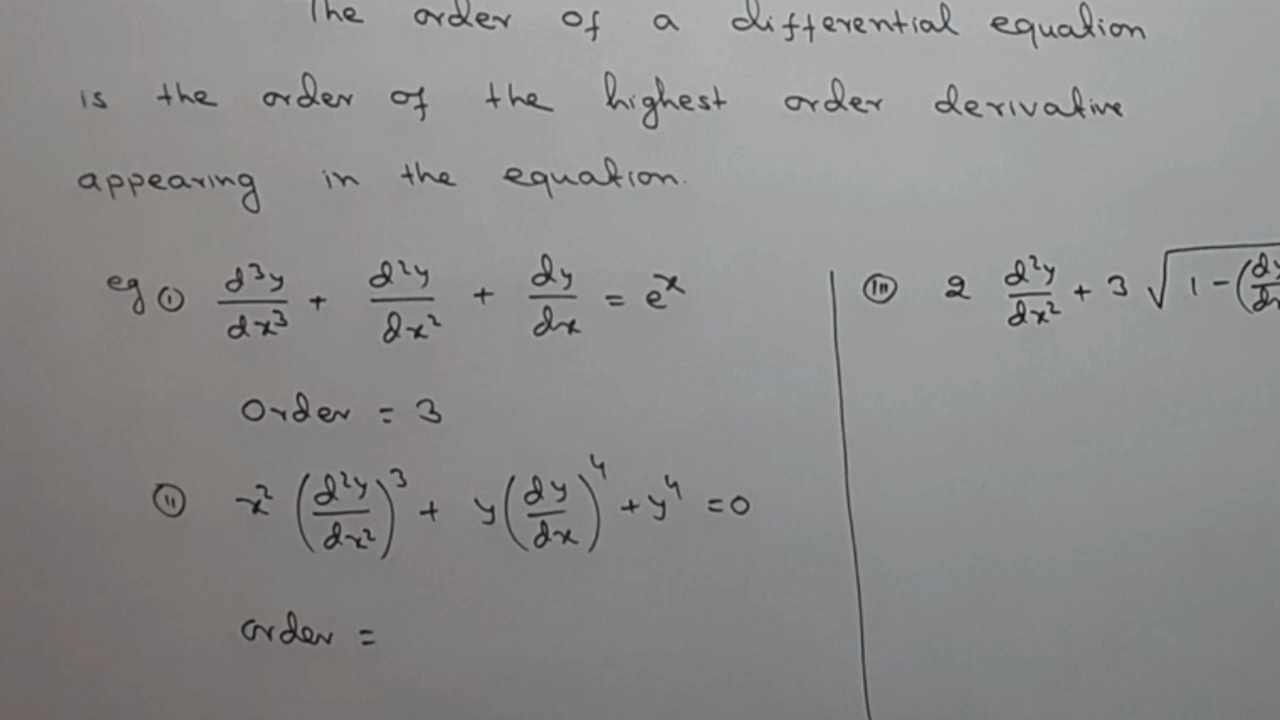 The order of a differential equation
is the order of the highest order derivative
appearing in the equation.
eg (i) d³y/dx³ + d²y/dx² + dy/dx = eˣ
Order = 3
(ii) x² (d²y/dx²)³ + y(dy/dx)⁴ + y⁴ = 0
order =
(iii) 2 d²y/dx² + 3 √1 - (dy/dx